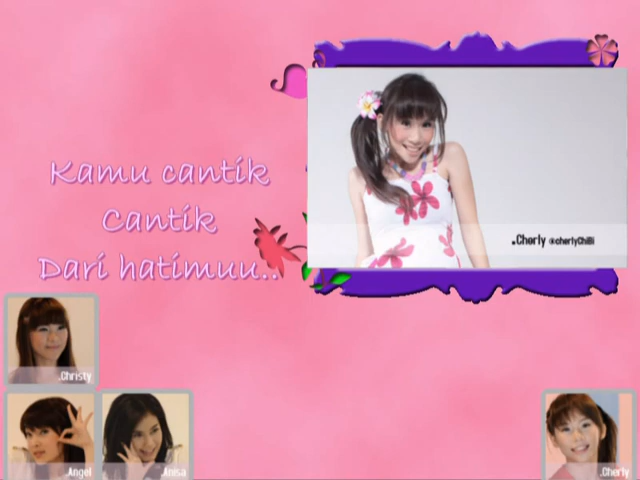 Kamu cantik
Cantik
Dari hatimuu..
.Cherly @cherlyChiBi
.Christy
.Angel
.Anisa
.Cherly